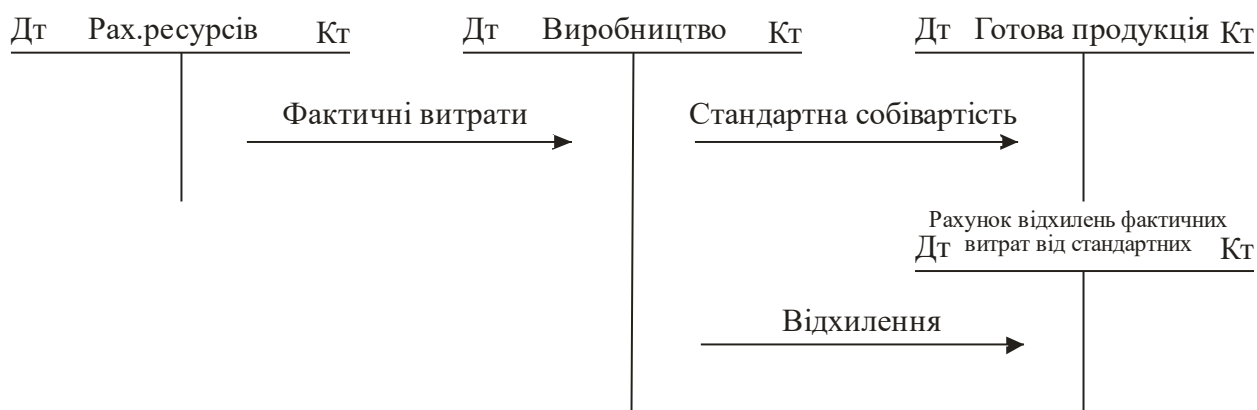 Дт Рах.ресурсів Кт
Дт Виробництво Кт
Дт Готова продукція Кт
Фактичні витрати
Стандартна собівартість
Рахунок відхилень фактичних
Дт витрат від стандартних Кт
Відхилення